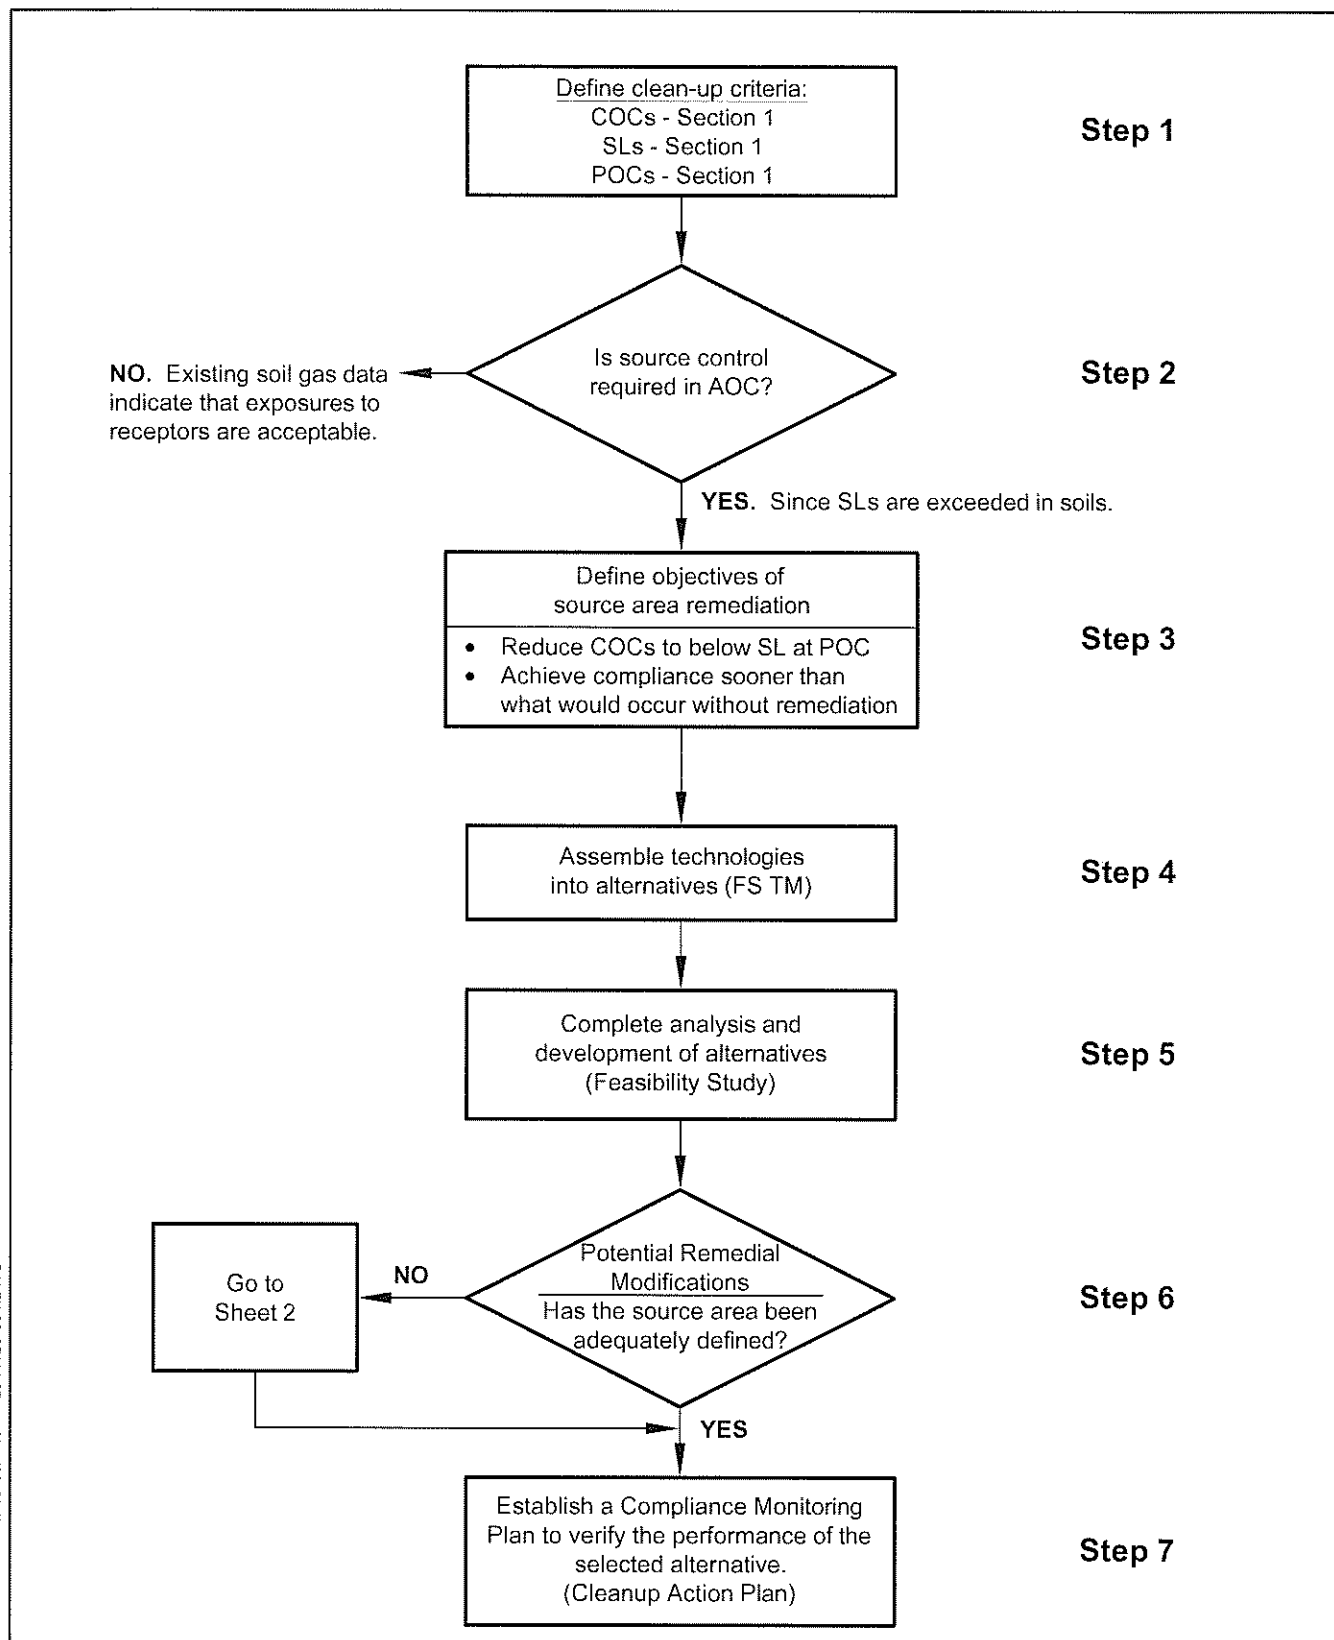 Define clean-up criteria:
COCs - Section 1
SLs - Section 1
POCs - Section 1
Step 1
Is source control
required in AOC?
Step 2
NO. Existing soil gas data
indicate that exposures to
receptors are acceptable.
YES. Since SLs are exceeded in soils.
Define objectives of
source area remediation
• Reduce COCs to below SL at POC
• Achieve compliance sooner than
what would occur without remediation
Step 3
Assemble technologies
into alternatives (FS TM)
Step 4
Complete analysis and
development of alternatives
(Feasibility Study)
Step 5
Potential Remedial
Modifications
Has the source area been
adequately defined?
Step 6
NO
Go to
Sheet 2
YES
Establish a Compliance Monitoring
Plan to verify the performance of the
selected alternative.
(Cleanup Action Plan)
Step 7